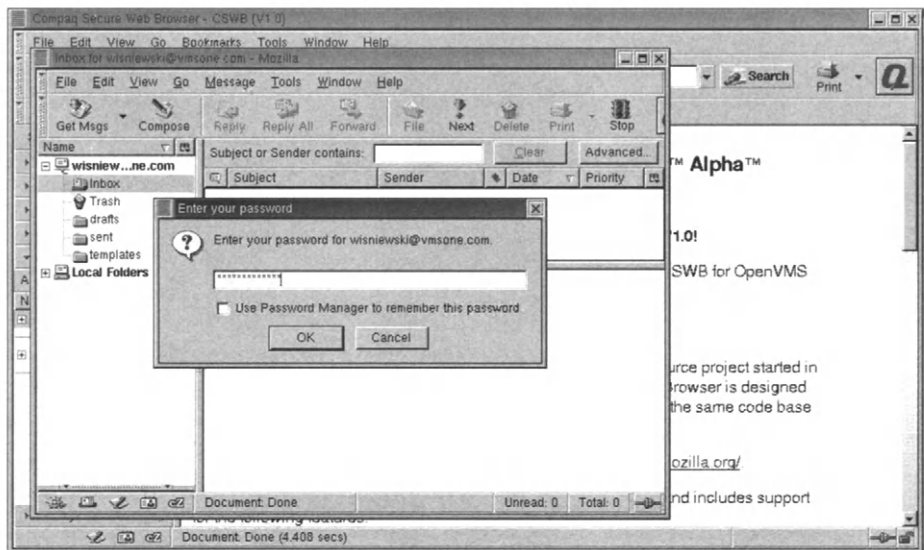 Compaq Secure Web Browser - CSWB (V1.0)
File Edit View Go Bookmarks Tools Window Help
Inbox for wisniewski@vmsone.com - Mozilla
File Edit View Go Message Tools Window Help
Search
Print
Get Msgs Compose Reply Reply All Forward File Next Delete Print Stop
Name
Subject or Sender contains: Clear Advanced...
wisniew...ne.com
Subject Sender Date Priority
Inbox
Trash
drafts
sent
templates
Local Folders
Enter your password
Enter your password for wisniewski@vmsone.com.
*************
Use Password Manager to remember this password
OK Cancel
™ Alpha™
1.0!
SWB for OpenVMS
urce project started in
rowser is designed
the same code base
ozilla.org/
nd includes support
for the following features:
Document: Done Unread: 0 Total: 0
Document: Done (4.408 secs)